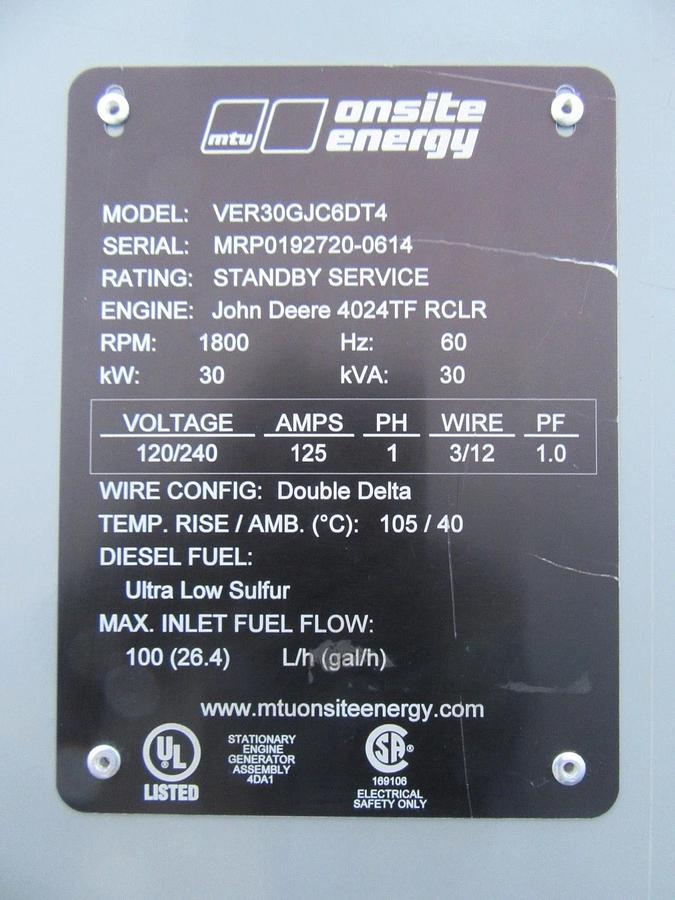 mtu onsite energy
MODEL: VER30GJC6DT4
SERIAL: MRP0192720-0614
RATING: STANDBY SERVICE
ENGINE: John Deere 4024TF RCLR
RPM: 1800 Hz: 60
kW: 30 kVA: 30
VOLTAGE AMPS PH WIRE PF
120/240 125 1 3/12 1.0
WIRE CONFIG: Double Delta
TEMP. RISE / AMB. (°C): 105 / 40
DIESEL FUEL:
Ultra Low Sulfur
MAX. INLET FUEL FLOW:
100 (26.4) L/h (gal/h)
www.mtuonsiteenergy.com
UL ®
LISTED
STATIONARY
ENGINE
GENERATOR
ASSEMBLY
4DA1
SA ®
169106
ELECTRICAL
SAFETY ONLY